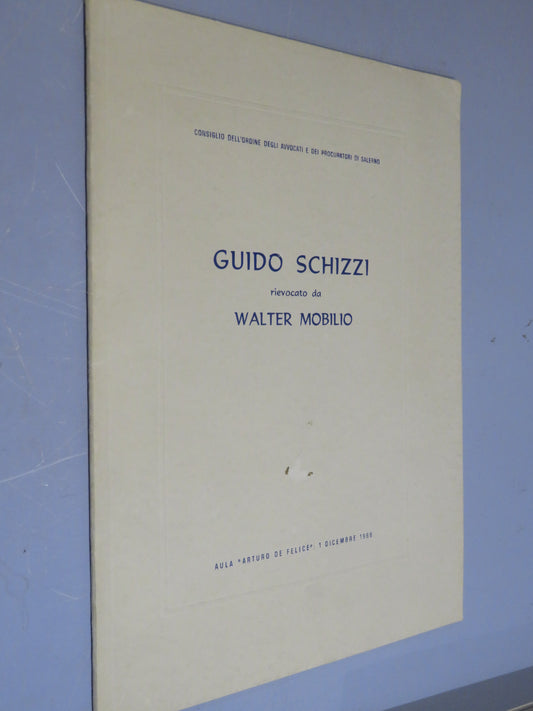 CONSIGLIO DELL'ORDINE DEGLI AVVOCATI E DEI PROCURATORI DI SALERNO
GUIDO SCHIZZI
rievocato da
WALTER MOBILIO
AULA "ARTURO DE FELICE": 1 DICEMBRE